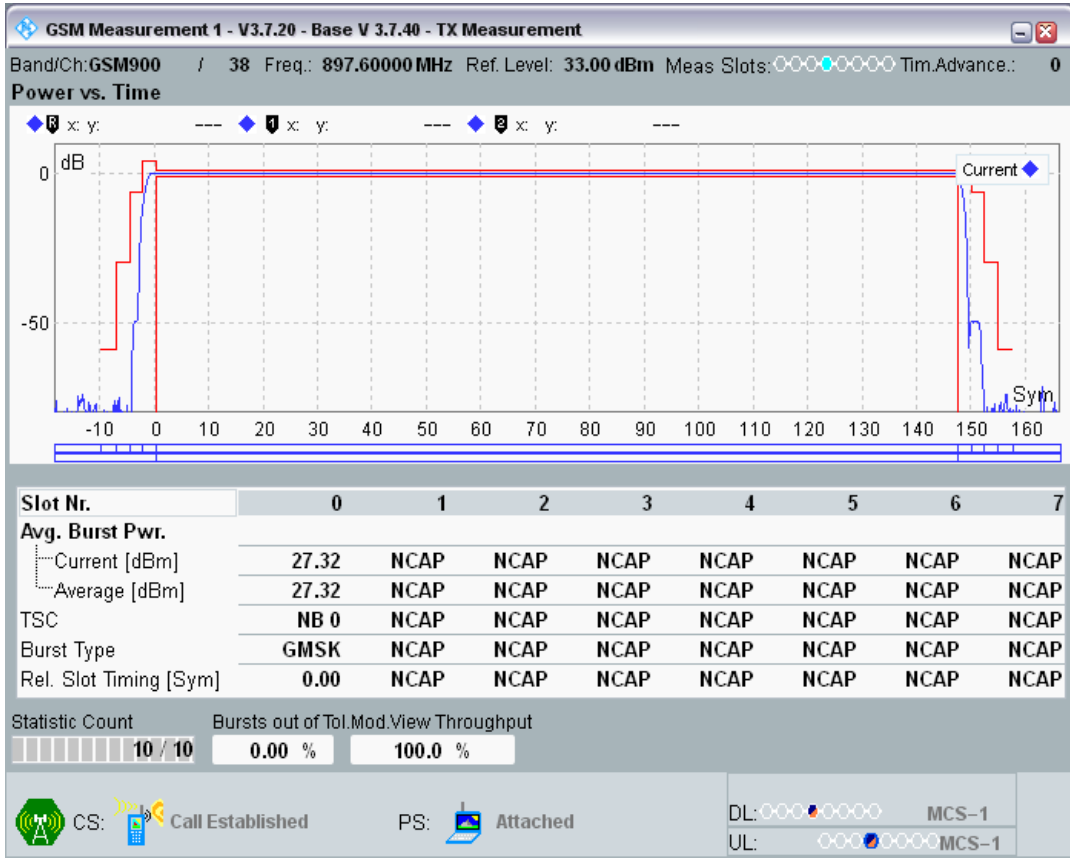 GSM Measurement 1 - V3.7.20 - Base V 3.7.40 - TX Measurement
Band/Ch:GSM900 / 38 Freq.: 897.60000 MHz Ref. Level: 33.00 dBm Meas Slots: Tim.Advance.: 0
Power vs. Time
R x: y: --- 1 x: y: --- 2 x: y: ---
dB
Current
0
-50
Sym
-10 0 10 20 30 40 50 60 70 80 90 100 110 120 130 140 150 160
Slot Nr. 0 1 2 3 4 5 6 7
Avg. Burst Pwr.
Current [dBm] 27.32 NCAP NCAP NCAP NCAP NCAP NCAP NCAP
Average [dBm] 27.32 NCAP NCAP NCAP NCAP NCAP NCAP NCAP
TSC NB 0 NCAP NCAP NCAP NCAP NCAP NCAP NCAP
Burst Type GMSK NCAP NCAP NCAP NCAP NCAP NCAP NCAP
Rel. Slot Timing [Sym] 0.00 NCAP NCAP NCAP NCAP NCAP NCAP NCAP
Statistic Count Bursts out of Tol.Mod.View Throughput
10 / 10 0.00 % 100.0 %
CS: Call Established PS: Attached
DL: MCS-1
UL: MCS-1